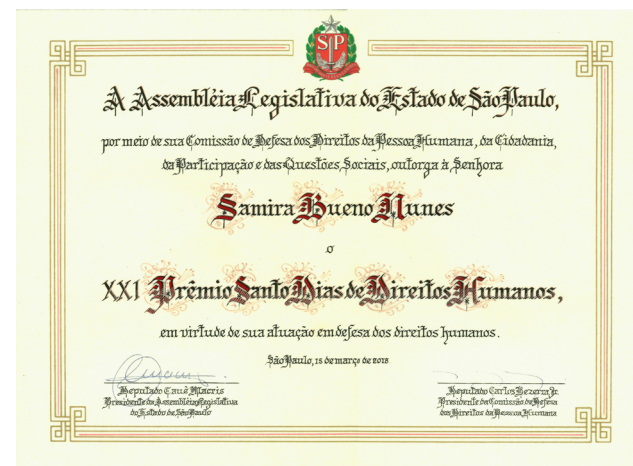 SP
A Assembléia Legislativa do Estado de São Paulo,
por meio de sua Comissão de Defesa dos Direitos da Pessoa Humana, da Cidadania,
da Participação e das Questões Sociais, outorga à Senhora
Samira Bueno Nunes
o
XXI Prêmio Santo Dias de Direitos Humanos,
em virtude de sua atuação em defesa dos direitos humanos.
São Paulo, 15 de março de 2018
Deputado Cauê Macris
Presidente da Assembléia Legislativa
do Estado de São Paulo
Deputado Carlos Bezerra Jr.
Presidente da Comissão de Defesa
dos Direitos da Pessoa Humana